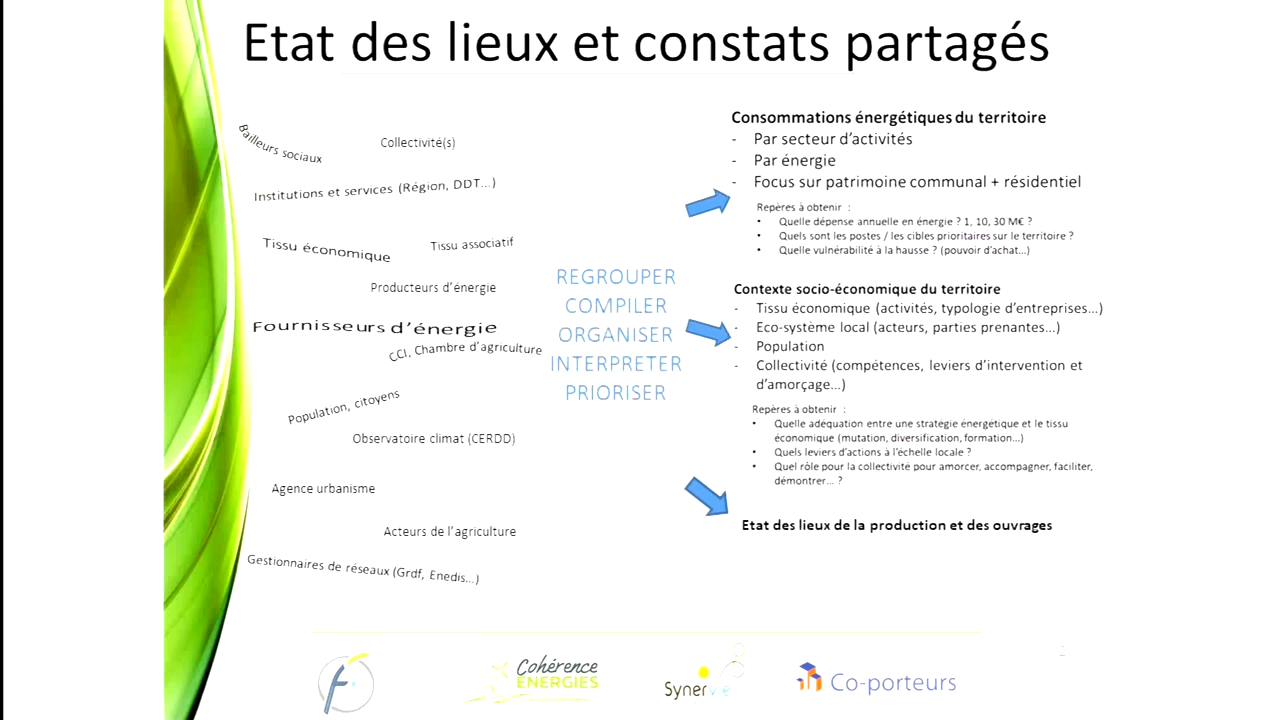 Etat des lieux et constats partagés
Bailleurs sociaux
Collectivité(s)
Institutions et services (Région, DDT...)
Tissu économique
Tissu associatif
Producteurs d'énergie
Fournisseurs d'énergie
CCI, Chambre d'agriculture
Population, citoyens
Observatoire climat (CERDD)
Agence urbanisme
Acteurs de l'agriculture
Gestionnaires de réseaux (Grdf, Enedis...)
REGROUPER
COMPILER
ORGANISER
INTERPRETER
PRIORISER
Consommations énergétiques du territoire
- Par secteur d'activités
- Par énergie
- Focus sur patrimoine communal + résidentiel
Repères à obtenir :
• Quelle dépense annuelle en énergie ? 1, 10, 30 M€ ?
• Quels sont les postes / les cibles prioritaires sur le territoire ?
• Quelle vulnérabilité à la hausse ? (pouvoir d'achat...)
Contexte socio-économique du territoire
- Tissu économique (activités, typologie d'entreprises...)
- Eco-système local (acteurs, parties prenantes...)
- Population
- Collectivité (compétences, leviers d'intervention et
d'amorçage...)
Repères à obtenir :
• Quelle adéquation entre une stratégie énergétique et le tissu
économique (mutation, diversification, formation...)
• Quels leviers d'actions à l'échelle locale ?
• Quel rôle pour la collectivité pour amorcer, accompagner, faciliter,
démontrer... ?
Etat des lieux de la production et des ouvrages
Cohérence
ENERGIES
Synervie
Co-porteurs